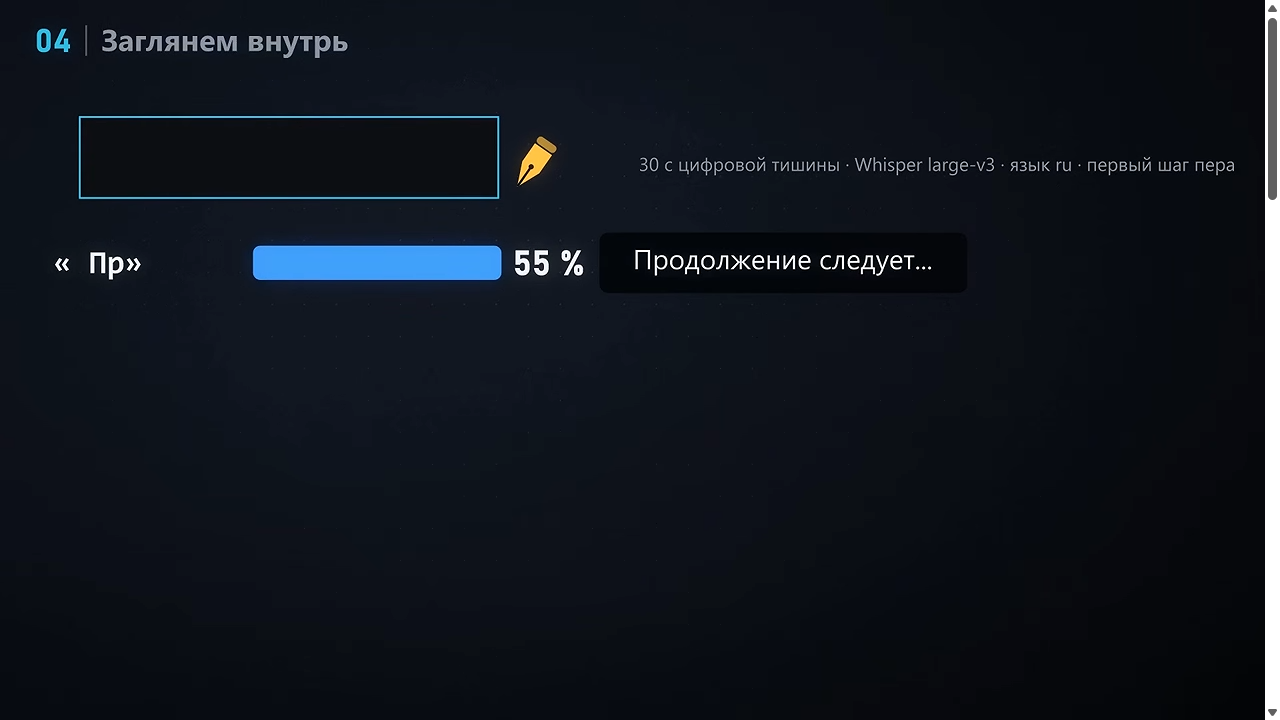 04 | Заглянем внутрь
30 с цифровой тишины · Whisper large-v3 · язык ru · первый шаг пера
« Пр» 55 % Продолжение следует...